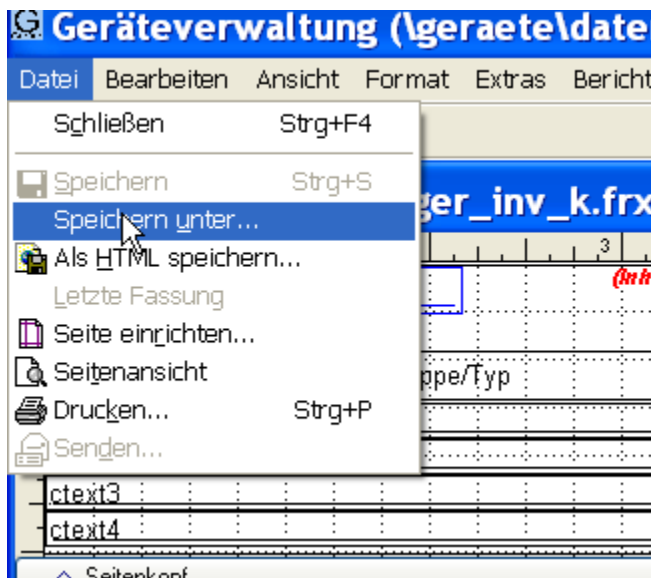 Geräteverwaltung (\geraete\date
Datei Bearbeiten Ansicht Format Extras Bericht
Schließen Strg+F4
Speichern Strg+S
ger_inv_k.frx
Speichern unter...
3
Als HTML speichern...
Letzte Fassung
Seite einrichten...
Seitenansicht
ppe/Typ
Drucken... Strg+P
Senden...
ctext3
ctext4
Seitenkopf